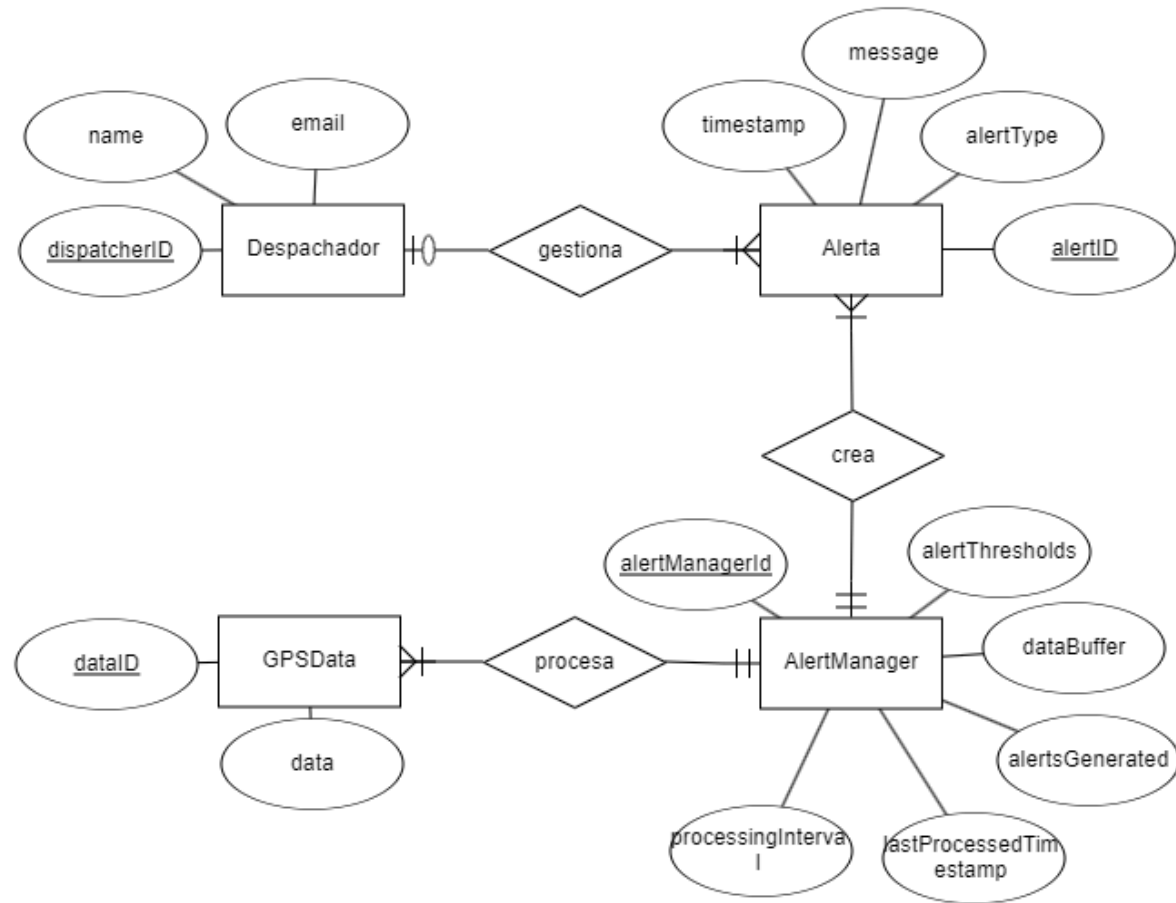 message
timestamp
alertType
name
email
dispatcherID
Despachador
gestiona
Alerta
alertID
crea
alertManagerId
alertThresholds
dataID
GPSData
procesa
AlertManager
dataBuffer
data
alertsGenerated
processingInterva
l
lastProcessedTim
estamp